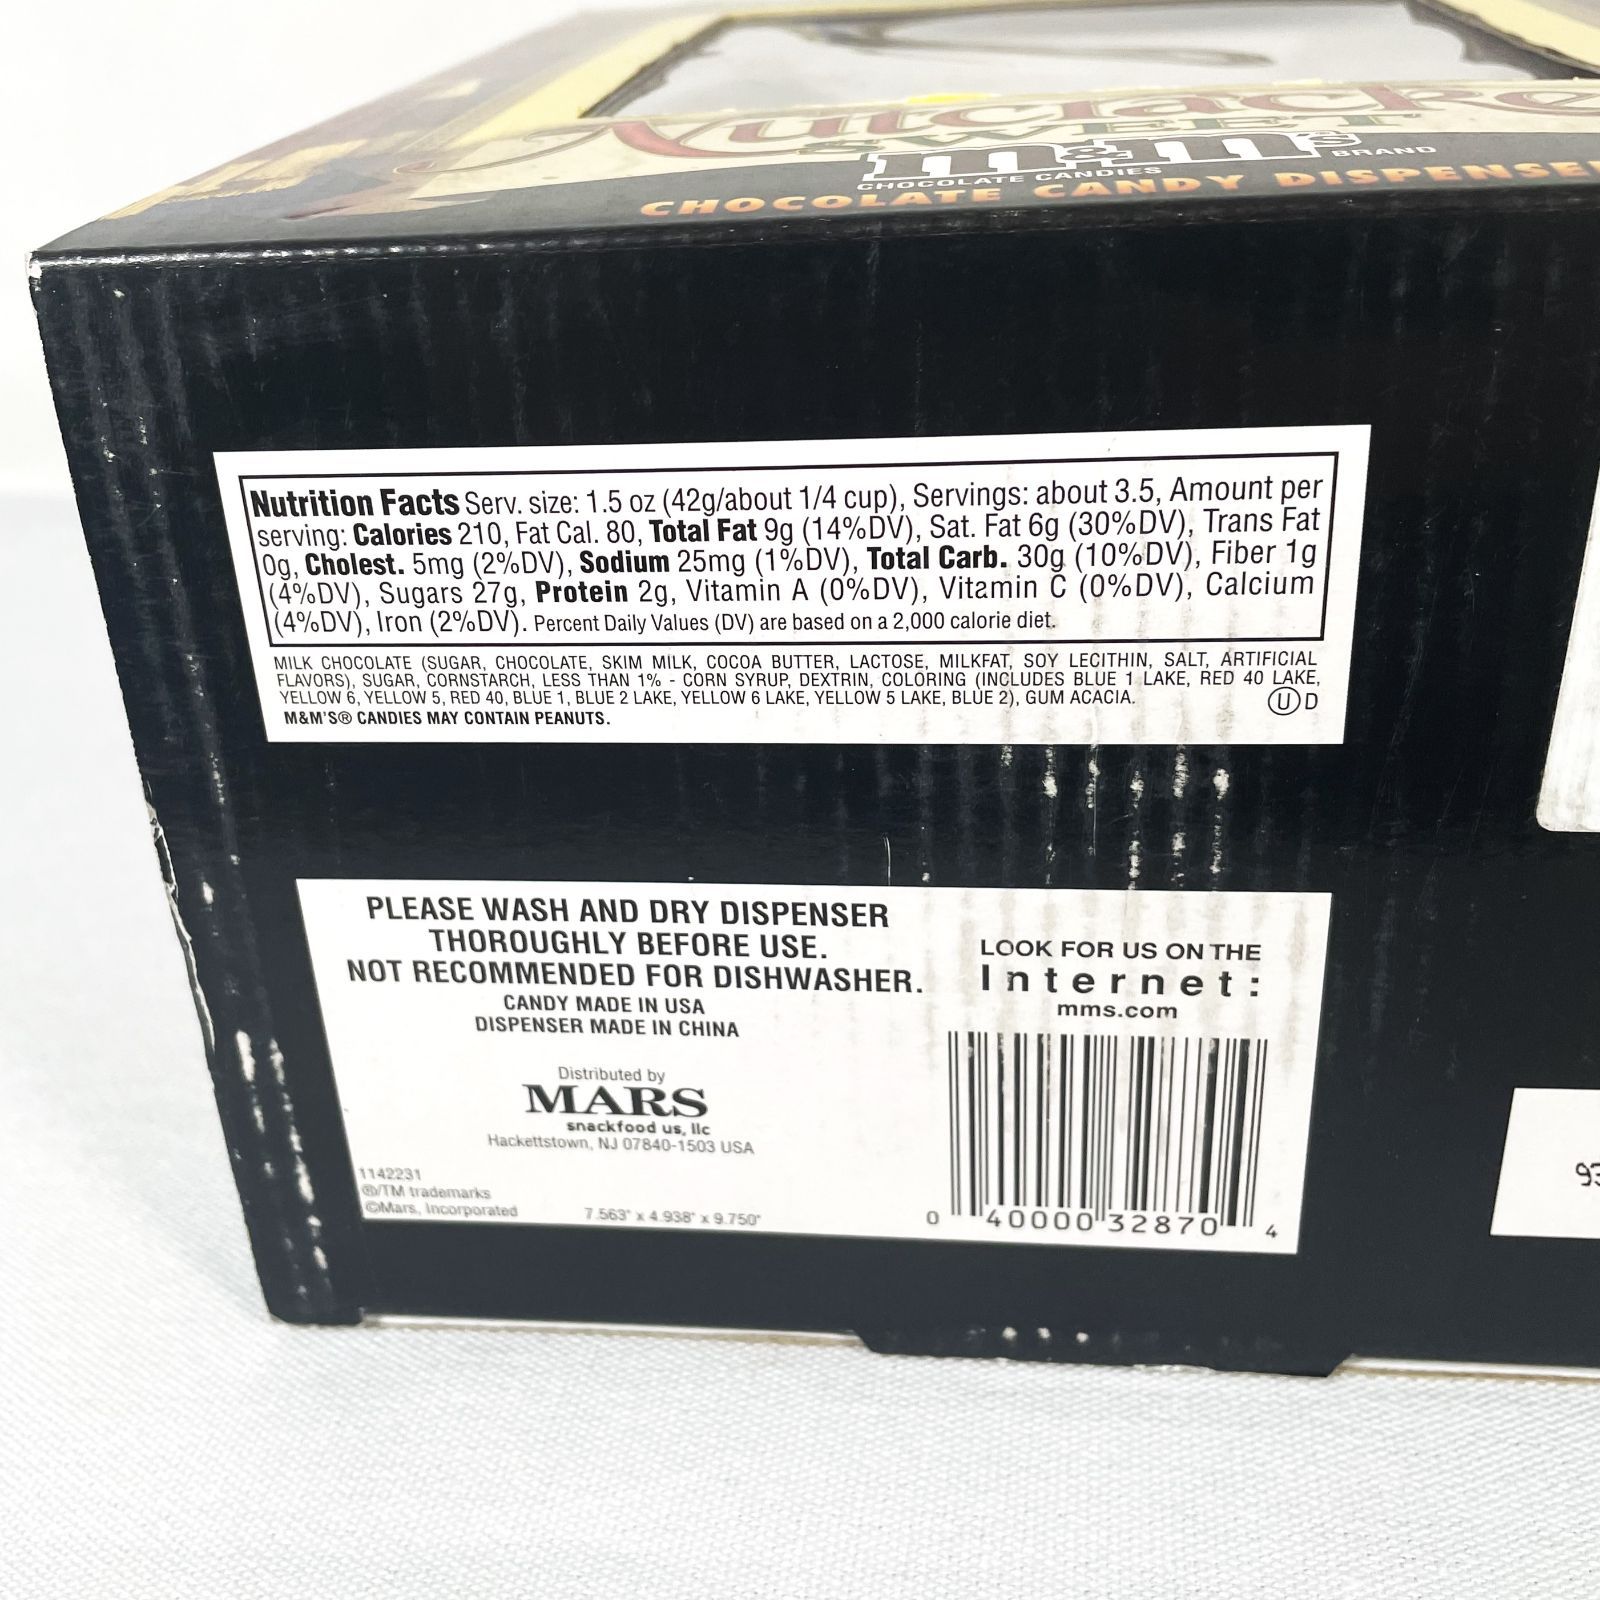 Nutcracke
SWEET
m&m's® BRAND
CHOCOLATE CANDIES
CHOCOLATE CANDY DISPENSE
Nutrition Facts Serv. size: 1.5 oz (42g/about 1/4 cup), Servings: about 3.5, Amount per
serving: Calories 210, Fat Cal. 80, Total Fat 9g (14%DV), Sat. Fat 6g (30%DV), Trans Fat
0g, Cholest. 5mg (2%DV), Sodium 25mg (1%DV), Total Carb. 30g (10%DV), Fiber 1g
(4%DV), Sugars 27g, Protein 2g, Vitamin A (0%DV), Vitamin C (0%DV), Calcium
(4%DV), Iron (2%DV). Percent Daily Values (DV) are based on a 2,000 calorie diet.
MILK CHOCOLATE (SUGAR, CHOCOLATE, SKIM MILK, COCOA BUTTER, LACTOSE, MILKFAT, SOY LECITHIN, SALT, ARTIFICIAL
FLAVORS), SUGAR, CORNSTARCH, LESS THAN 1% - CORN SYRUP, DEXTRIN, COLORING (INCLUDES BLUE 1 LAKE, RED 40 LAKE,
YELLOW 6, YELLOW 5, RED 40, BLUE 1, BLUE 2 LAKE, YELLOW 6 LAKE, YELLOW 5 LAKE, BLUE 2), GUM ACACIA.
Ⓤ D
M&M'S® CANDIES MAY CONTAIN PEANUTS.
PLEASE WASH AND DRY DISPENSER
THOROUGHLY BEFORE USE.
NOT RECOMMENDED FOR DISHWASHER.
CANDY MADE IN USA
DISPENSER MADE IN CHINA
Distributed by
MARS
snackfood us, llc
Hackettstown, NJ 07840-1503 USA
1142231
®/TM trademarks
©Mars, Incorporated
7.563" x 4.938" x 9.750"
LOOK FOR US ON THE
Internet:
mms.com
0 40000 32870 4
93